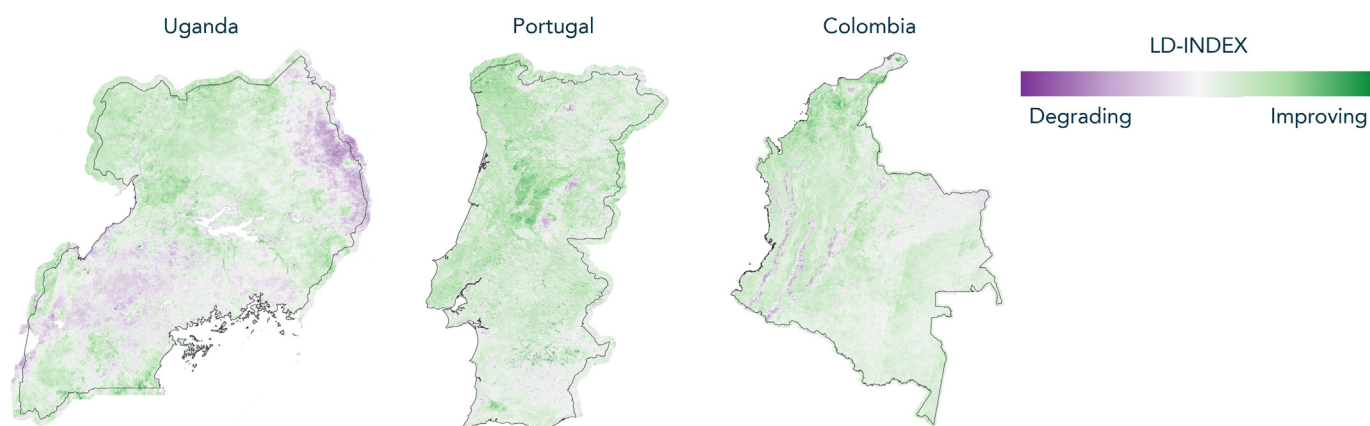 Uganda
Portugal
Colombia
LD-INDEX
Degrading
Improving